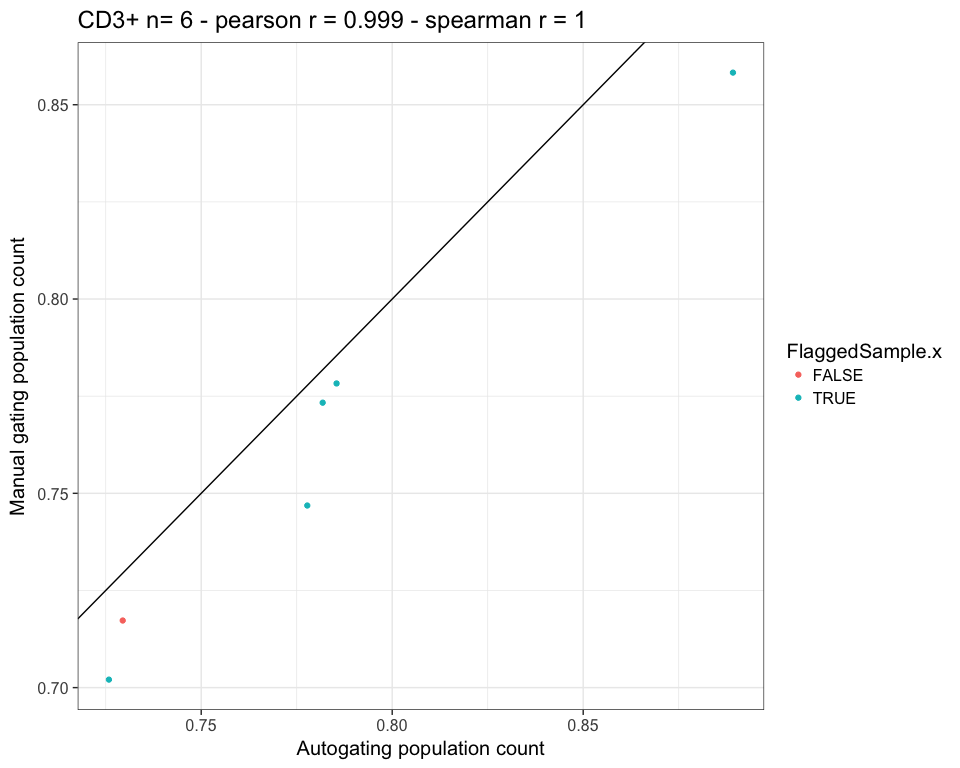 CD3+ n= 6 - pearson r = 0.999 - spearman r = 1
Manual gating population count
0.85
0.80
0.75
0.70
0.75
0.80
0.85
Autogating population count
FlaggedSample.x
FALSE
TRUE